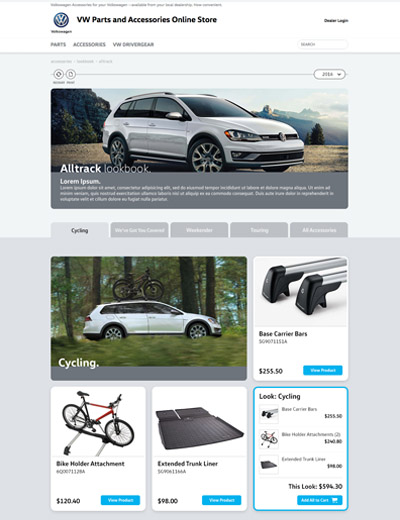 Volkswagen Accessories for your Volkswagen - available from your local dealership. How convenient.
VW Parts and Accessories Online Store
Dealer Login
Volkswagen
PARTS ACCESSORIES VW DRIVERGEAR
SEARCH
2016
Alltrack lookbook.
Lorem Ipsum.
Lorem ipsum dolor sit amet, consectetur adipiscing elit, sed do eiusmod tempor incididunt ut labore et dolore magna aliqua. Ut enim ad
minim veniam, quis nostrud exercitation ullamco laboris nisi ut aliquip ex ea commodo consequat. Duis aute irure dolor in reprehenderit in
voluptate velit et cillum dolore eu fugiat nulla pariatur.
Cycling We've Got You Covered Weekender Touring All Accessories
Cycling.
Base Carrier Bars
5G9071151A
$255.50 View Product
Bike Holder Attachment
6Q0071128A
$120.40 View Product
Extended Trunk Liner
5G9061166A
$98.00 View Product
Look: Cycling
Base Carrier Bars
$255.50
Bike Holder Attachments (2)
$240.80
Extended Trunk Liner
$98.00
This Look: $594.30
Add All to Cart